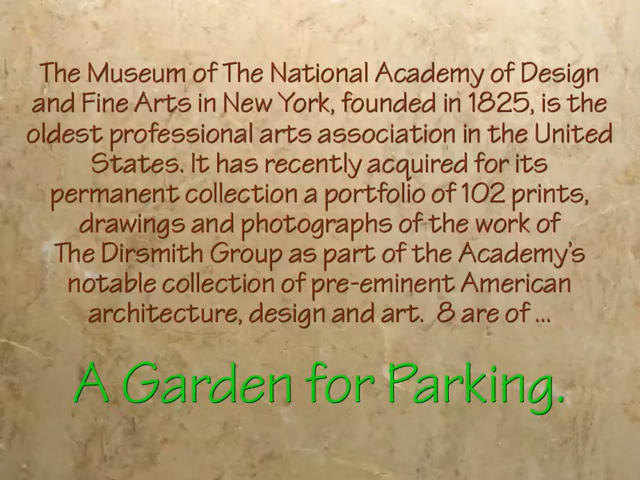 The Museum of The National Academy of Design
and Fine Arts in New York, founded in 1825, is the
oldest professional arts association in the United
States. It has recently acquired for its
permanent collection a portfolio of 102 prints,
drawings and photographs of the work of
The Dirsmith Group as part of the Academy's
notable collection of pre-eminent American
architecture, design and art.  8 are of ...
A Garden for Parking.